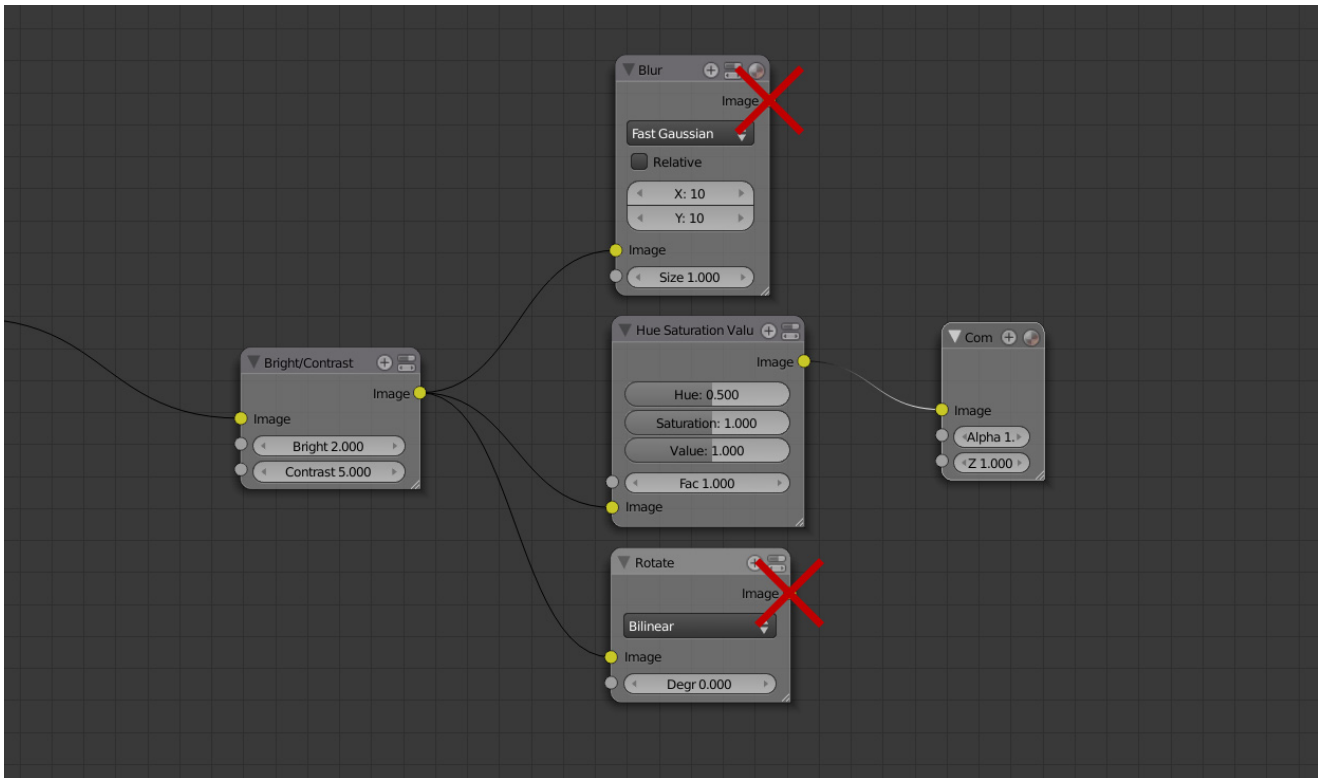 Blur
Image
Fast Gaussian
Relative
X: 10
Y: 10
Image
Size 1.000
Bright/Contrast
Image
Image
Bright 2.000
Contrast 5.000
Hue Saturation Valu
Image
Hue: 0.500
Saturation: 1.000
Value: 1.000
Fac 1.000
Image
Com
Image
Alpha 1.
Z 1.000
Rotate
Image
Bilinear
Image
Degr 0.000